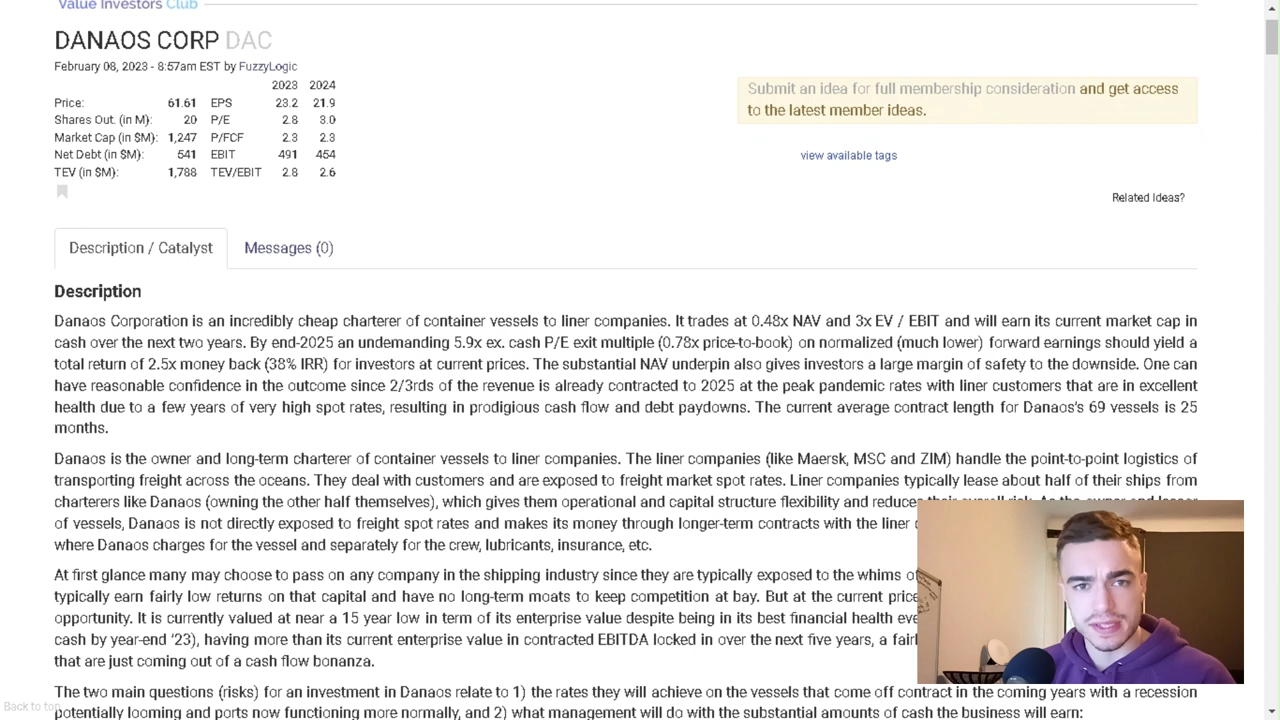 Value Investors Club
DANAOS CORP DAC
February 08, 2023 - 8:57am EST by FuzzyLogic
2023 2024
Price: 61.61 EPS 23.2 21.9
Shares Out. (in M): 20 P/E 2.8 3.0
Market Cap (in $M): 1,247 P/FCF 2.3 2.3
Net Debt (in $M): 541 EBIT 491 454
TEV (in $M): 1,788 TEV/EBIT 2.8 2.6
Submit an idea for full membership consideration and get access
to the latest member ideas.
view available tags
Related Ideas?
Description / Catalyst Messages (0)
Description
Danaos Corporation is an incredibly cheap charterer of container vessels to liner companies. It trades at 0.48x NAV and 3x EV / EBIT and will earn its current market cap in
cash over the next two years. By end-2025 an undemanding 5.9x ex. cash P/E exit multiple (0.78x price-to-book) on normalized (much lower) forward earnings should yield a
total return of 2.5x money back (38% IRR) for investors at current prices. The substantial NAV underpin also gives investors a large margin of safety to the downside. One can
have reasonable confidence in the outcome since 2/3rds of the revenue is already contracted to 2025 at the peak pandemic rates with liner customers that are in excellent
health due to a few years of very high spot rates, resulting in prodigious cash flow and debt paydowns. The current average contract length for Danaos's 69 vessels is 25
months.
Danaos is the owner and long-term charterer of container vessels to liner companies. The liner companies (like Maersk, MSC and ZIM) handle the point-to-point logistics of
transporting freight across the oceans. They deal with customers and are exposed to freight market spot rates. Liner companies typically lease about half of their ships from
charterers like Danaos (owning the other half themselves), which gives them operational and capital structure flexibility and reduces their overall risk. As the owner and lessor
of vessels, Danaos is not directly exposed to freight spot rates and makes its money through longer-term contracts with the liner
where Danaos charges for the vessel and separately for the crew, lubricants, insurance, etc.
At first glance many may choose to pass on any company in the shipping industry since they are typically exposed to the whims of
typically earn fairly low returns on that capital and have no long-term moats to keep competition at bay. But at the current price
opportunity. It is currently valued at near a 15 year low in term of its enterprise value despite being in its best financial health
cash by year-end '23), having more than its current enterprise value in contracted EBITDA locked in over the next five years, a
that are just coming out of a cash flow bonanza.
The two main questions (risks) for an investment in Danaos relate to 1) the rates they will achieve on the vessels that come off contract in the coming years with a recession
potentially looming and ports now functioning more normally, and 2) what management will do with the substantial amounts of cash the business will earn:
Back to top